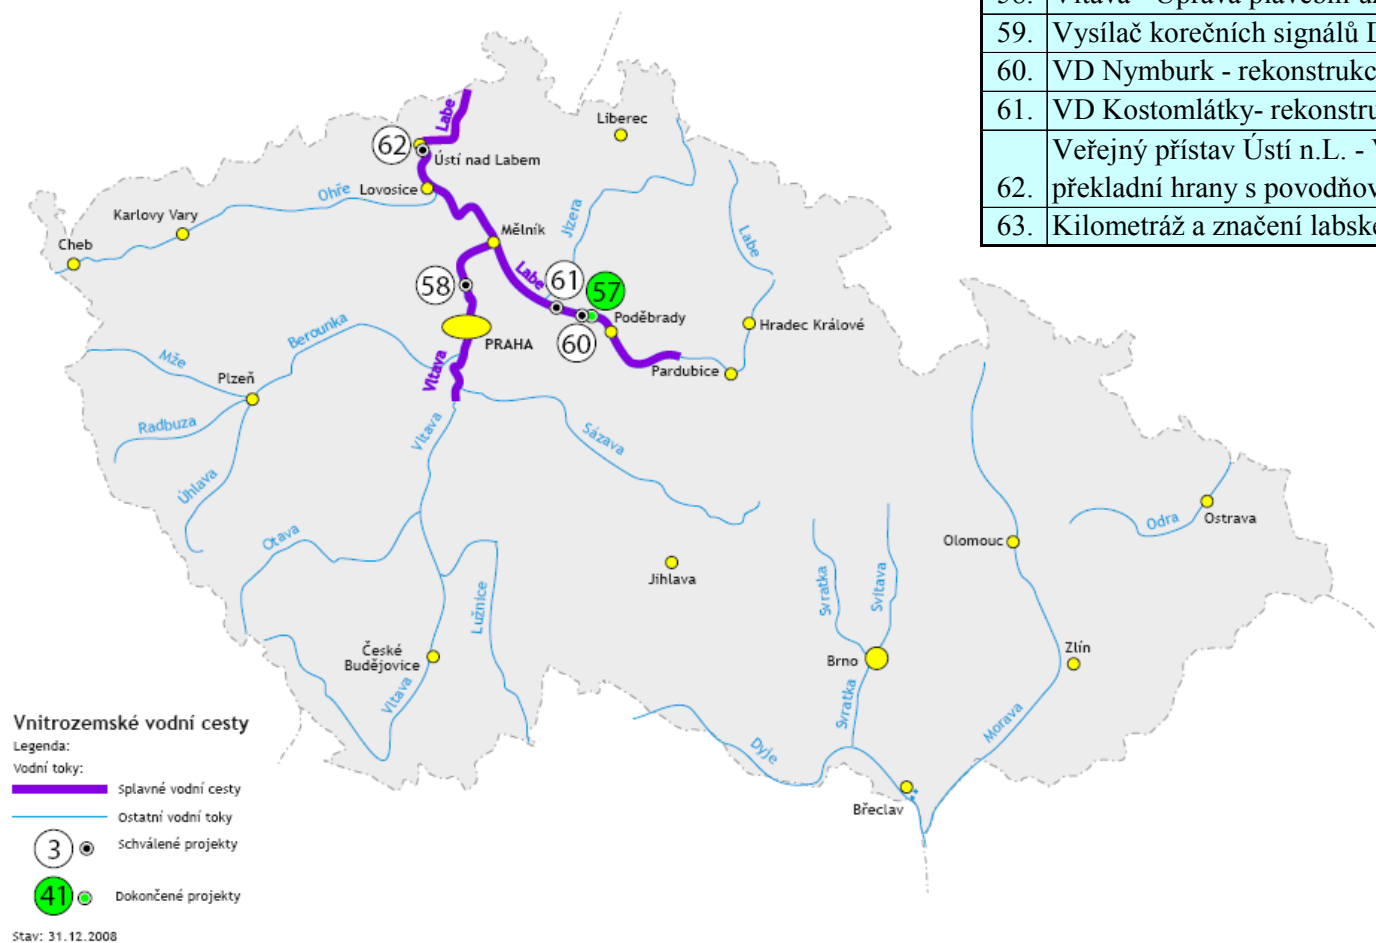 58. Vltava - Úprava plavební
59. Vysílač korečních signálů
60. VD Nymburk - rekonstrukc
61. VD Kostomlátky- rekonstru
Veřejný přístav Ústí n.L. -
62. překladní hrany s povodňov
63. Kilometráž a značení labské
Labe
Liberec
62
Ústí nad Labem
Lovosice
Ohře
Karlovy Vary
Cheb
Jizera
Labe
Mělník
Labe
61
57
58
Poděbrady
Hradec Králové
60
PRAHA
Berounka
Mže
Pardubice
Vltava
Plzeň
Radbuza
Vltava
Sázava
Úhlava
Otava
Odra
Ostrava
Olomouc
Jihlava
Svratka
Svitava
Lužnice
České
Budějovice
Brno
Zlín
Vltava
Svratka
Morava
Dyje
Břeclav
Vnitrozemské vodní cesty
Legenda:
Vodní toky:
Splavné vodní cesty
Ostatní vodní toky
3 Schválené projekty
41 Dokončené projekty
Stav: 31.12.2008